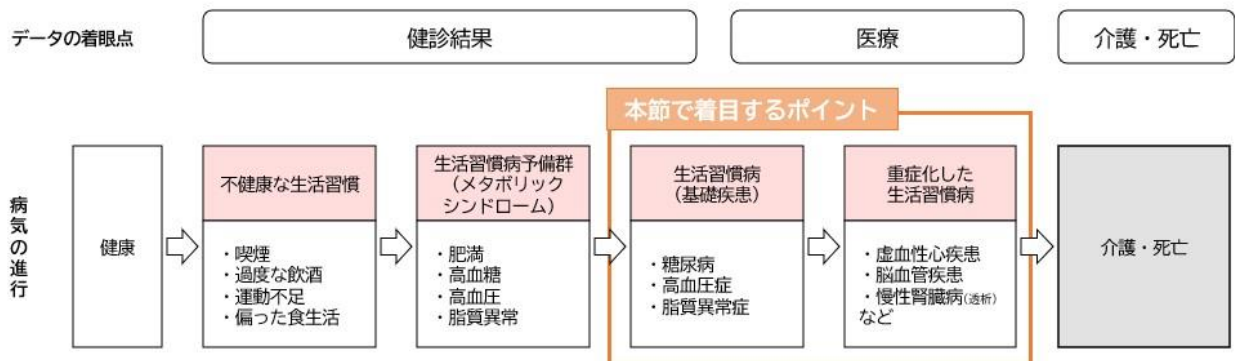 データの着眼点
健診結果
医療
介護・死亡
本節で着目するポイント
病気の進行
健康
不健康な生活習慣
・喫煙
・過度な飲酒
・運動不足
・偏った食生活
生活習慣病予備群
（メタボリック
シンドローム）
・肥満
・高血糖
・高血圧
・脂質異常
生活習慣病
（基礎疾患）
・糖尿病
・高血圧症
・脂質異常症
重症化した
生活習慣病
・虚血性心疾患
・脳血管疾患
・慢性腎臓病(透析)
など
介護・死亡